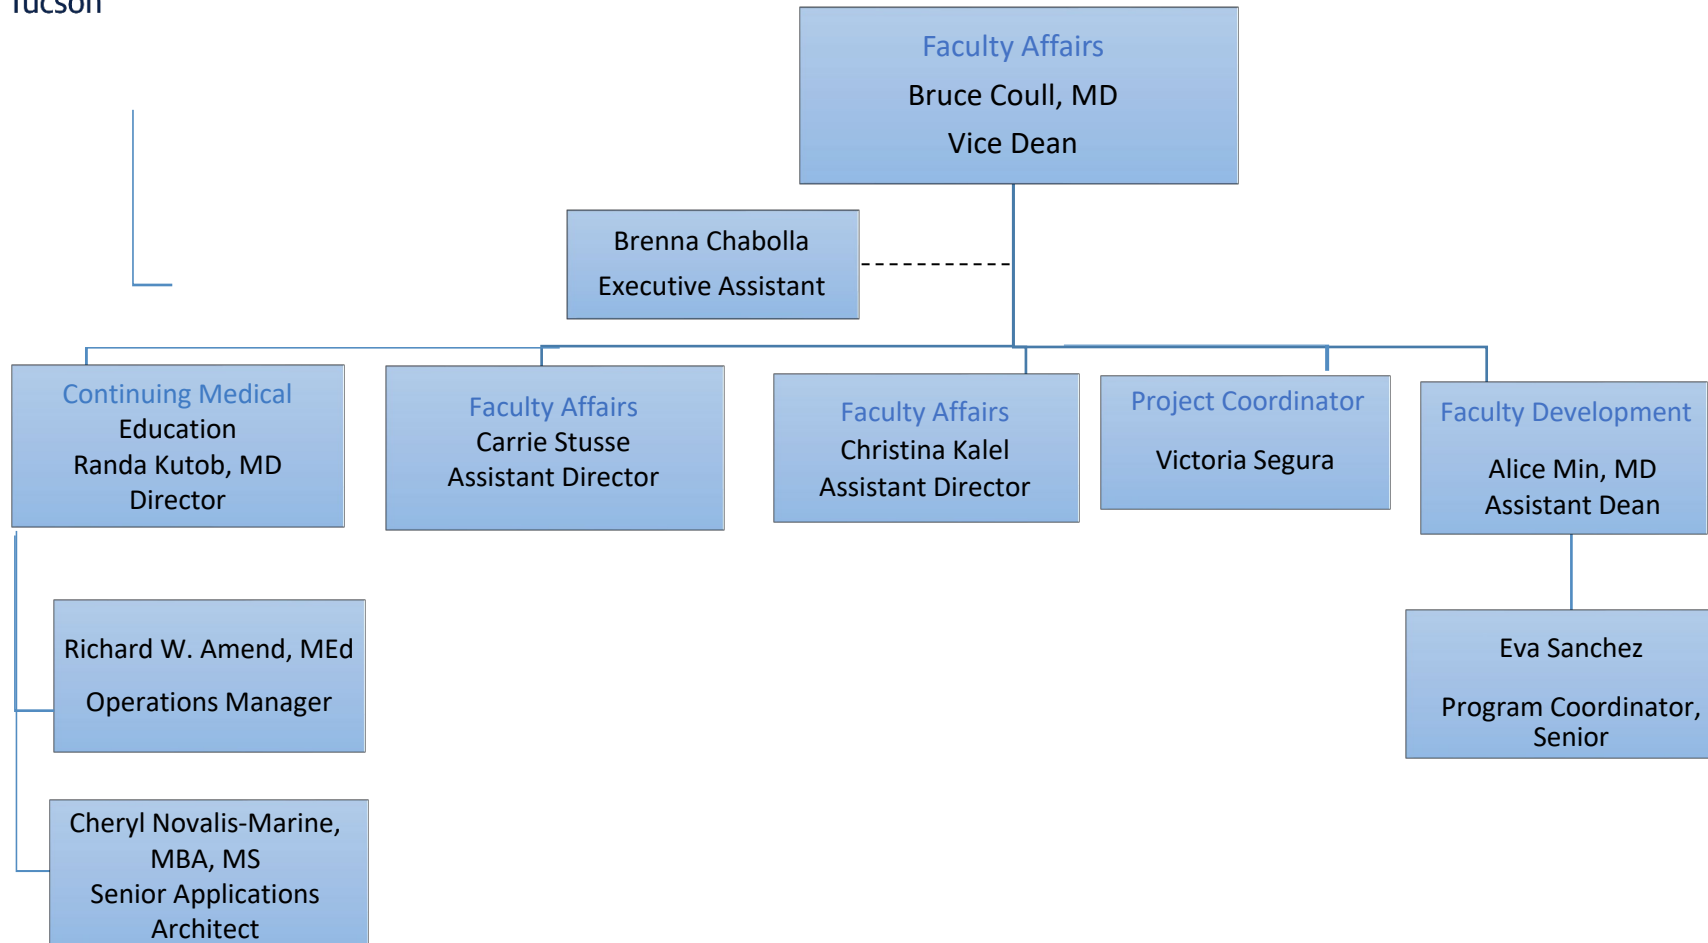 Tucson
Faculty Affairs
Bruce Coull, MD
Vice Dean
Brenna Chabolla
Executive Assistant
Continuing Medical
Education
Randa Kutob, MD
Director
Faculty Affairs
Carrie Stusse
Assistant Director
Faculty Affairs
Christina Kalel
Assistant Director
Project Coordinator
Victoria Segura
Faculty Development
Alice Min, MD
Assistant Dean
Richard W. Amend, MEd
Operations Manager
Eva Sanchez
Program Coordinator,
Senior
Cheryl Novalis-Marine,
MBA, MS
Senior Applications
Architect